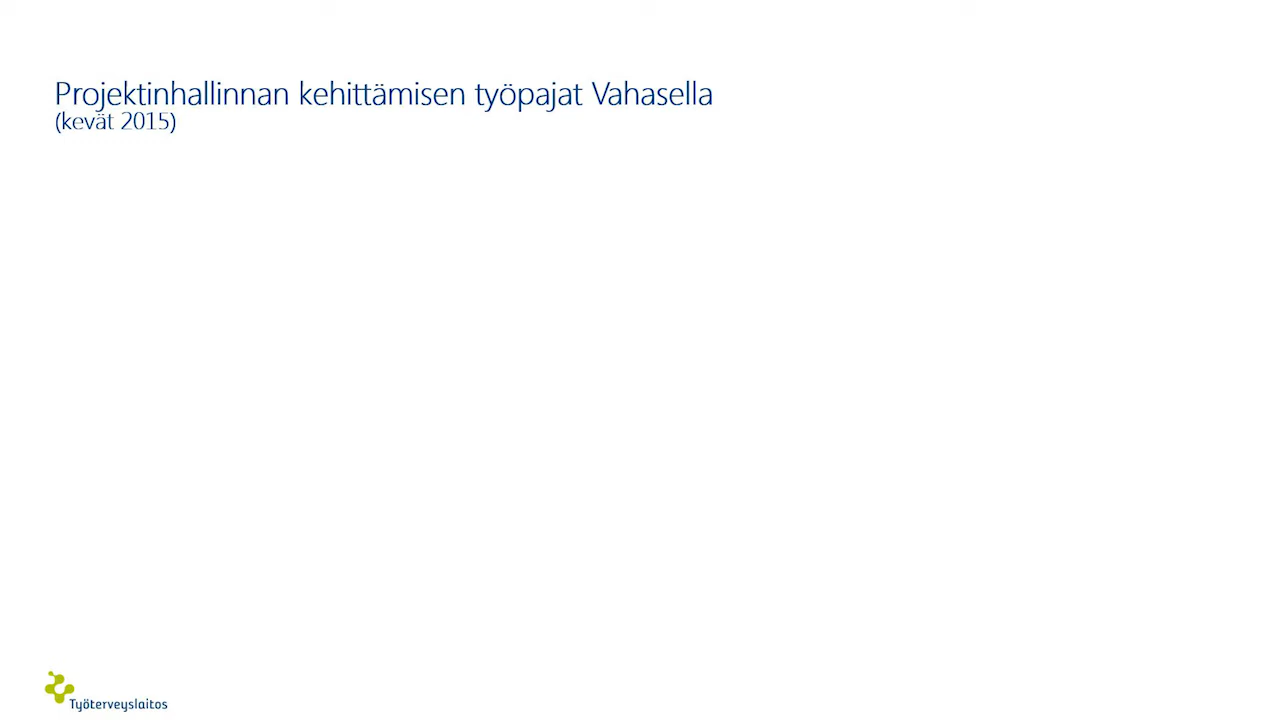 Projektinhallinnan kehittämisen työpajat Vahasella
(kevät 2015)
Työterveyslaitos